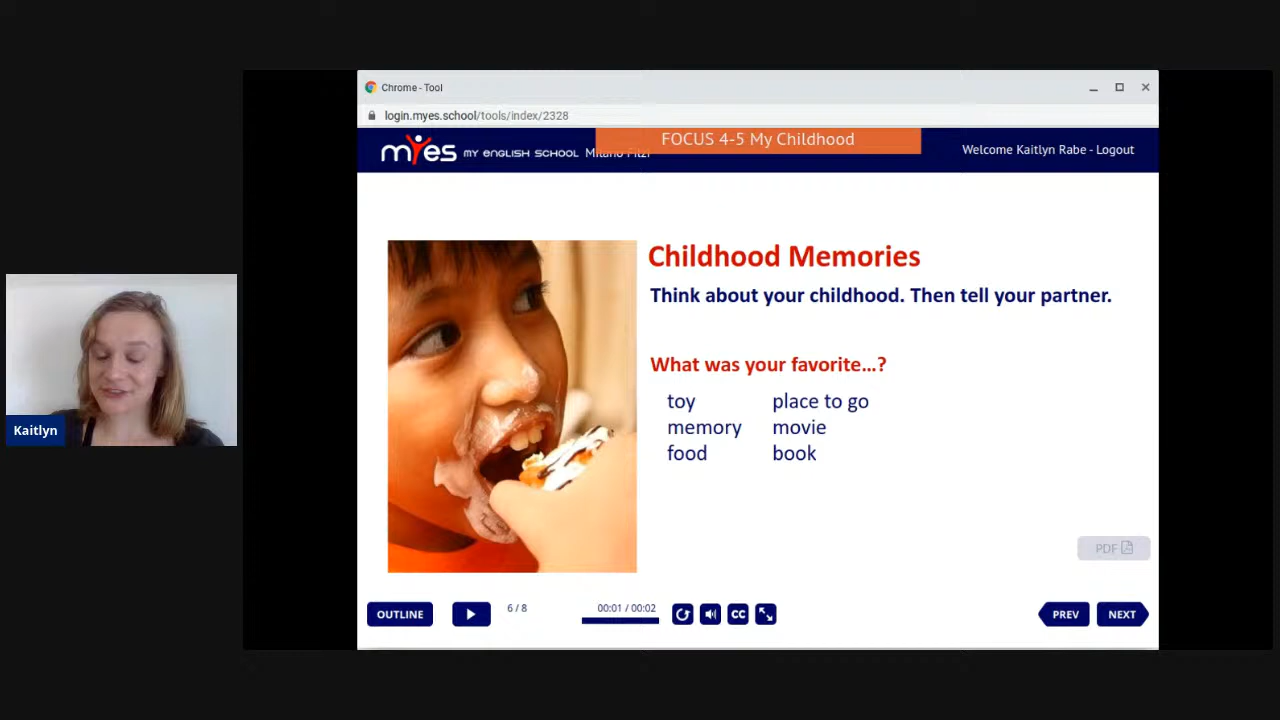 Chrome - Tool
login.myes.school/tools/index/2328
FOCUS 4-5 My Childhood
myes MY ENGLISH SCHOOL Milano Fitzi
Welcome Kaitlyn Rabe - Logout
Childhood Memories
Think about your childhood. Then tell your partner.
What was your favorite...?
toy place to go
memory movie
food book
Kaitlyn
PDF
OUTLINE 6 / 8 00:01 / 00:02 CC PREV NEXT